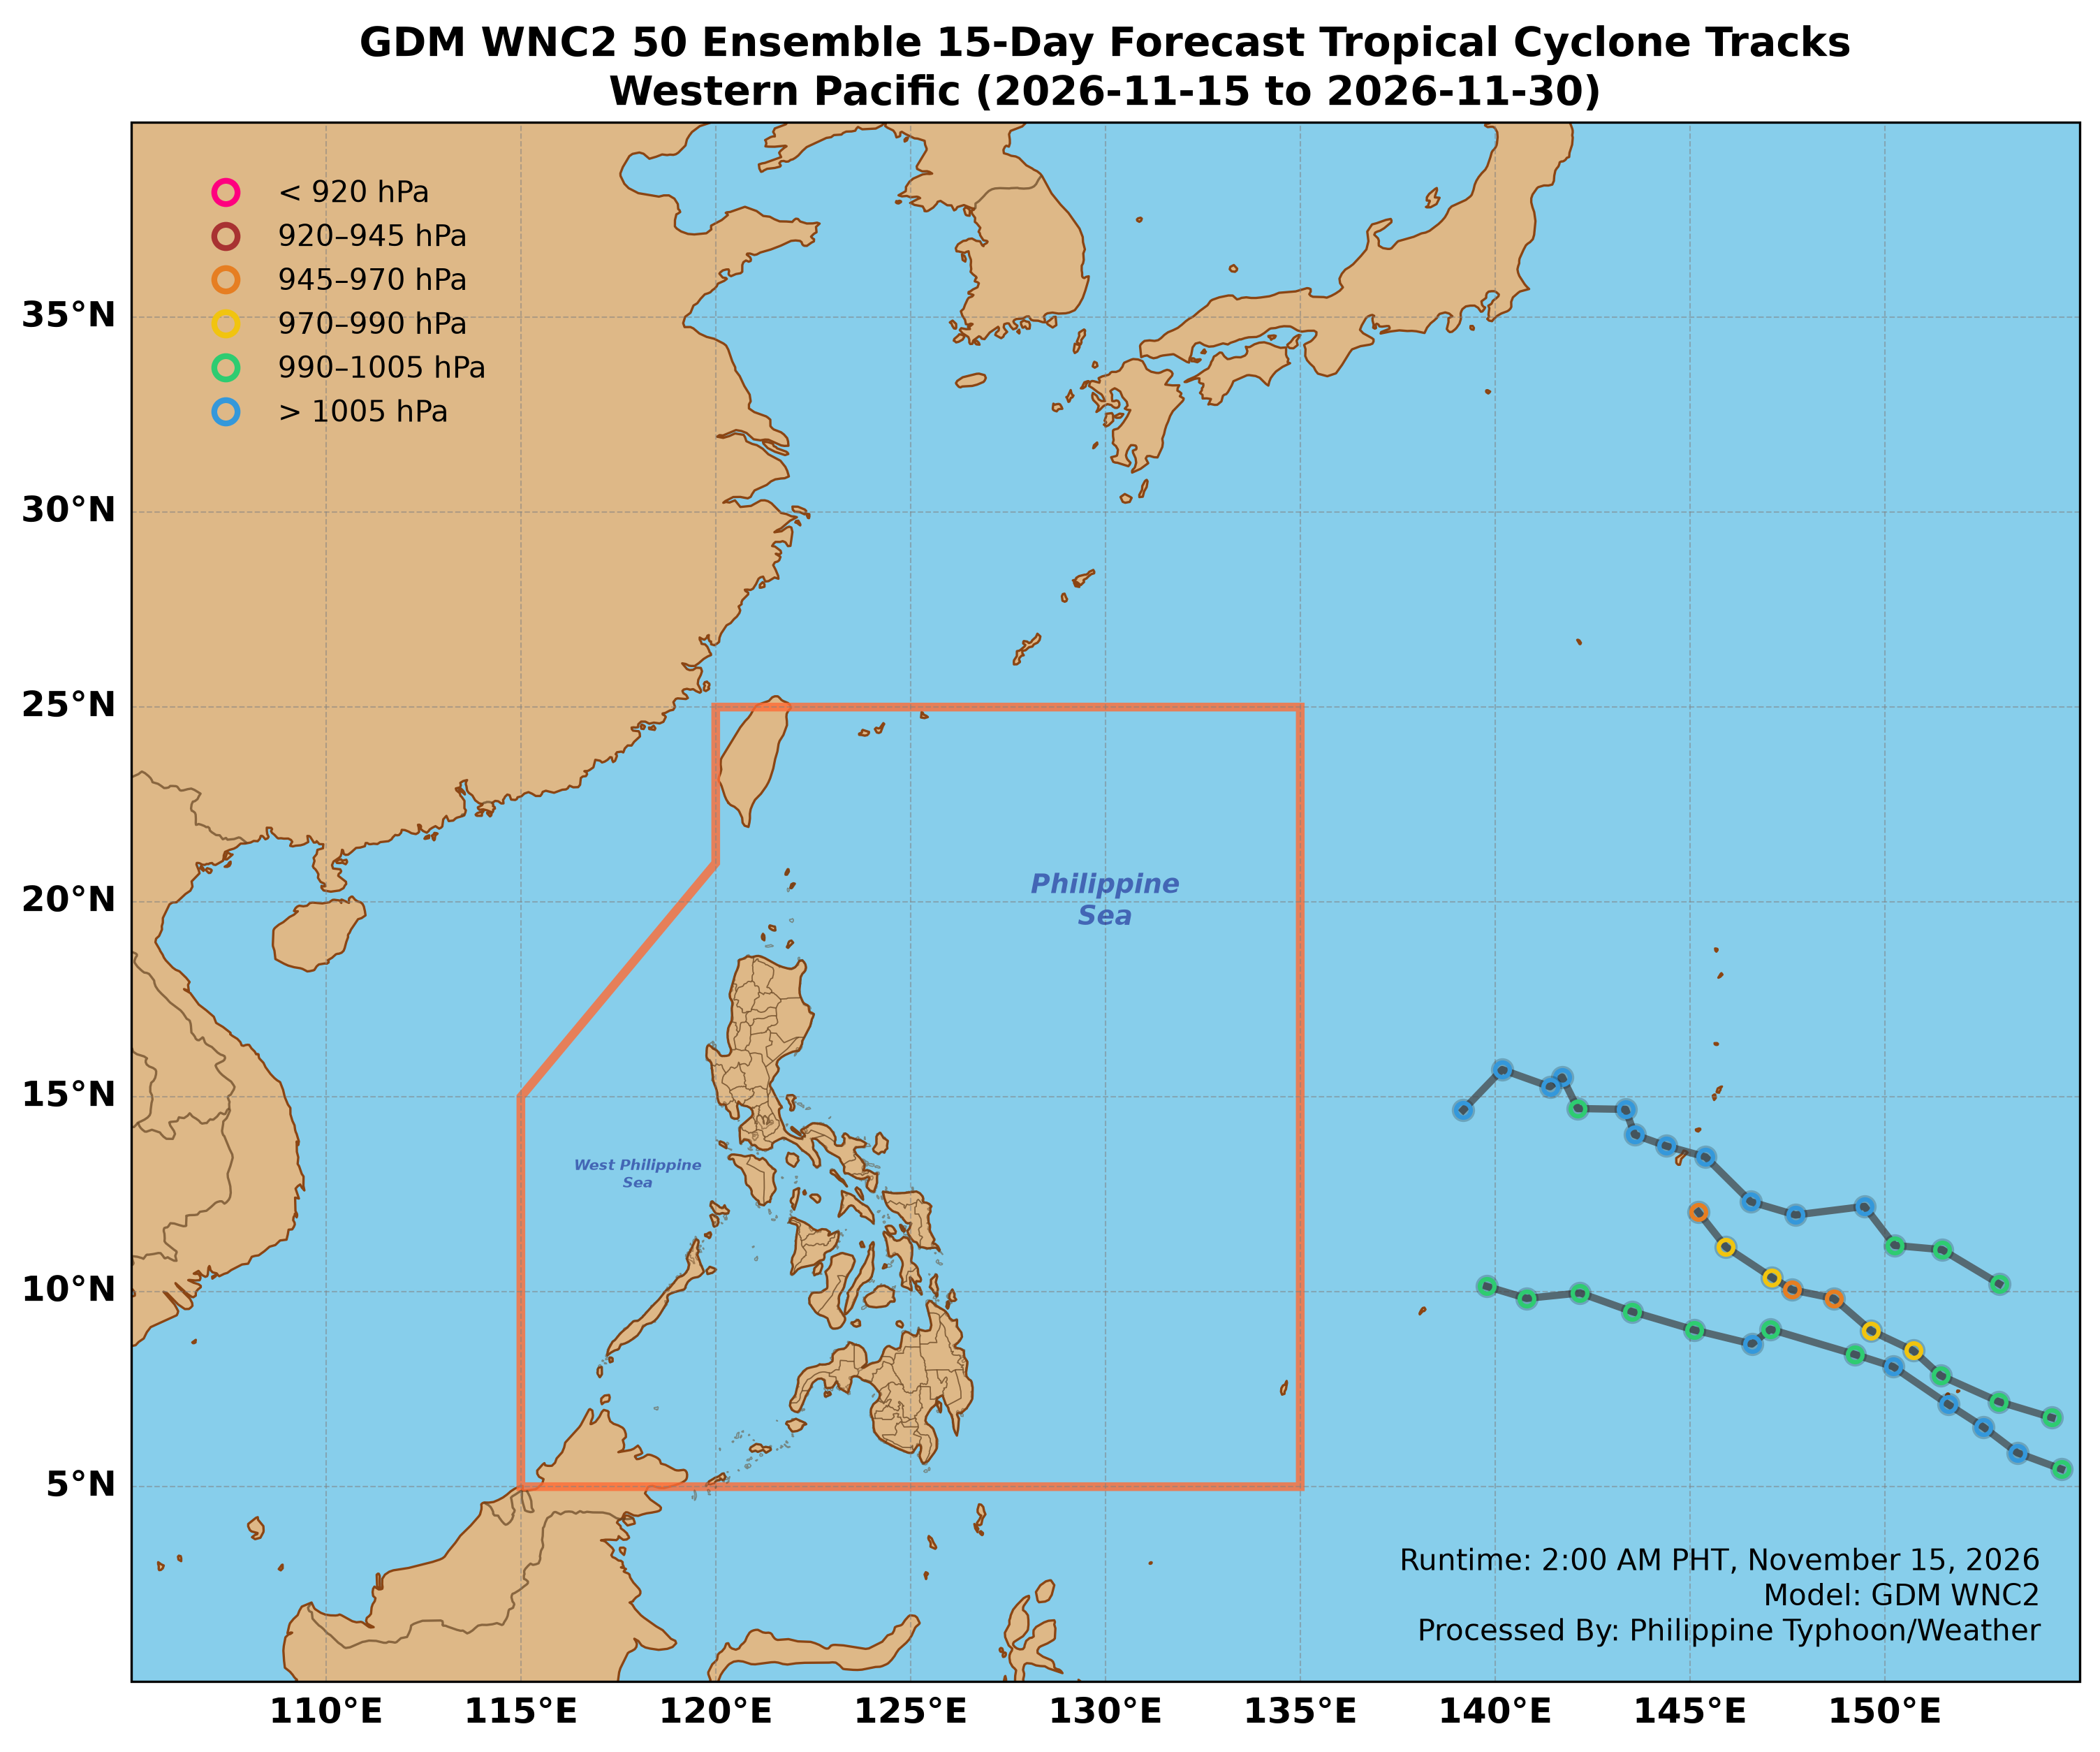 GDM WNC2 50 Ensemble 15-Day Forecast Tropical Cyclone Tracks
Western Pacific (2026-11-15 to 2026-11-30)
< 920 hPa
920–945 hPa
945–970 hPa
970–990 hPa
990–1005 hPa
> 1005 hPa
35°N
30°N
25°N
20°N
15°N
10°N
5°N
Philippine
Sea
West Philippine
Sea
Runtime: 2:00 AM PHT, November 15, 2026
Model: GDM WNC2
Processed By: Philippine Typhoon/Weather
110°E
115°E
120°E
125°E
130°E
135°E
140°E
145°E
150°E